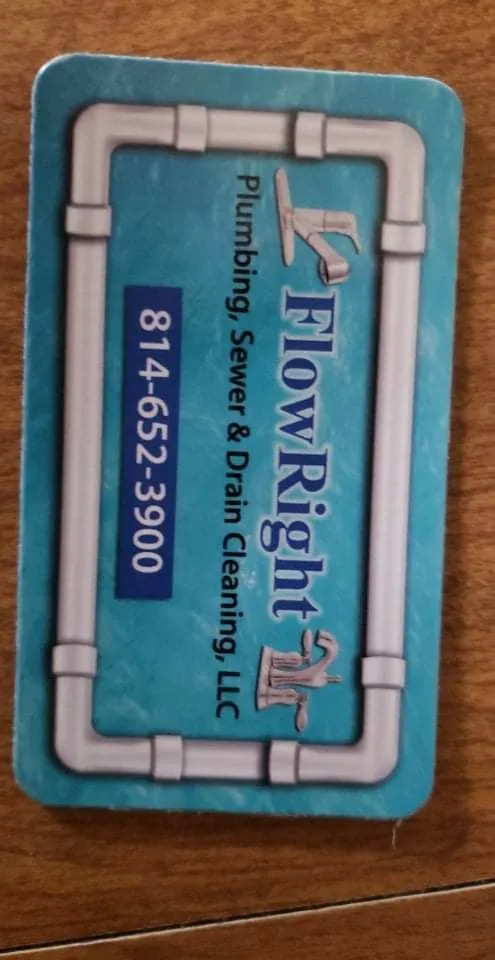 FlowRight
Plumbing, Sewer & Drain Cleaning, LLC
814-652-3900